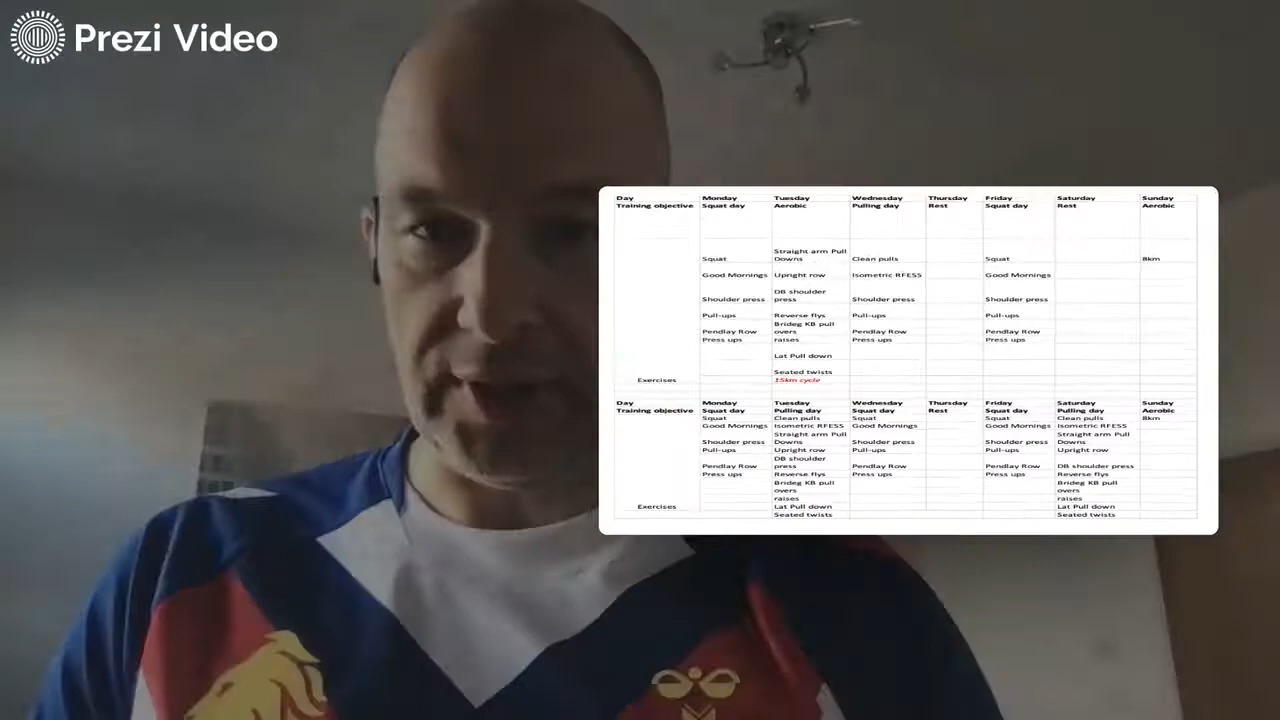 Prezi Video
Day Monday Tuesday Wednesday Thursday Friday Saturday Sunday
Training objective Squat day Aerobic Pulling day Rest Squat day Rest Aerobic
Straight arm Pull
Squat Downs Clean pulls Squat 8km
Good Mornings Upright row Isometric RFESS Good Mornings
DB shoulder
Shoulder press press Shoulder press Shoulder press
Pull-ups Reverse flys Pull-ups Pull-ups
Brideg KB pull
Pendlay Row overs Pendlay Row Pendlay Row
Press ups raises Press ups Press ups
Lat Pull down
Seated twists
Exercises 15km cycle
Day Monday Tuesday Wednesday Thursday Friday Saturday Sunday
Training objective Squat day Pulling day Squat day Rest Squat day Pulling day Aerobic
Squat Clean pulls Squat Squat Clean pulls 8km
Good Mornings Isometric RFESS Good Mornings Good Mornings Isometric RFESS
Straight arm Pull Straight arm Pull
Shoulder press Downs Shoulder press Shoulder press Downs
Pull-ups Upright row Pull-ups Pull-ups Upright row
DB shoulder
Pendlay Row press Pendlay Row Pendlay Row DB shoulder press
Press ups Reverse flys Press ups Press ups Reverse flys
Brideg KB pull Brideg KB pull
overs overs
raises raises
Exercises Lat Pull down Lat Pull down
Seated twists Seated twists